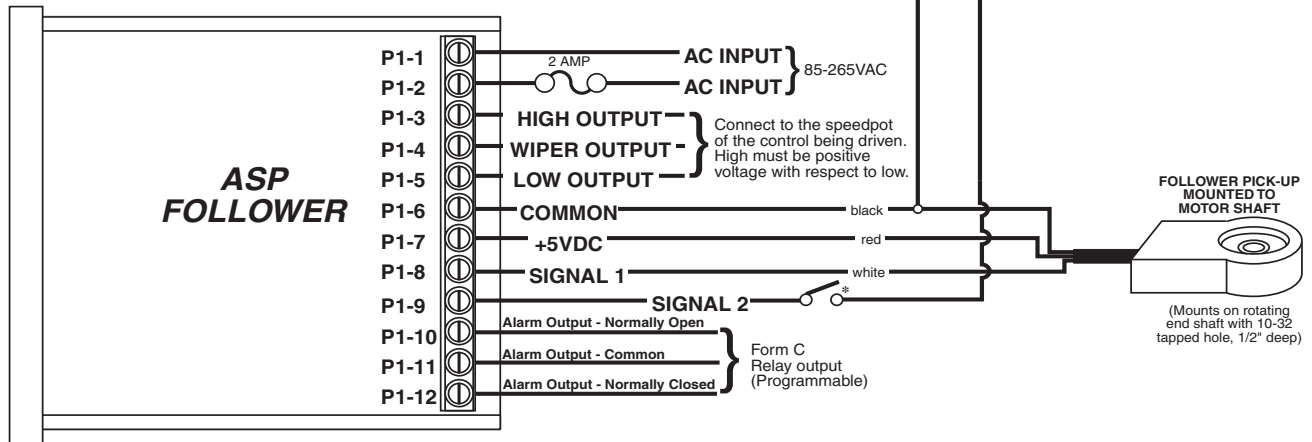 ASP
FOLLOWER
P1-1
AC INPUT
P1-2
2 AMP
AC INPUT
85-265VAC
P1-3
HIGH OUTPUT
P1-4
WIPER OUTPUT
P1-5
LOW OUTPUT
Connect to the speedpot
of the control being driven.
High must be positive
voltage with respect to low.
P1-6
COMMON
black
P1-7
+5VDC
red
P1-8
SIGNAL 1
white
P1-9
SIGNAL 2
*
P1-10
Alarm Output - Normally Open
P1-11
Alarm Output - Common
P1-12
Alarm Output - Normally Closed
Form C
Relay output
(Programmable)
FOLLOWER PICK-UP
MOUNTED TO
MOTOR SHAFT
(Mounts on rotating
end shaft with 10-32
tapped hole, 1/2" deep)